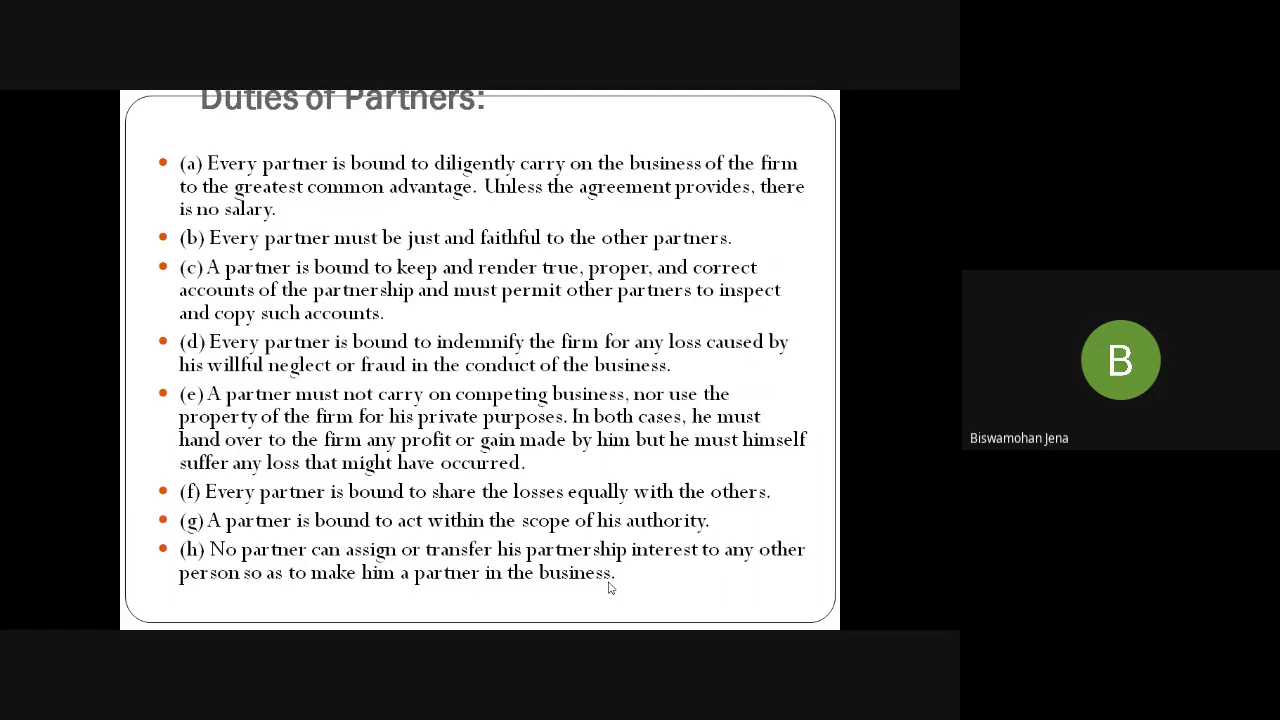 Duties of Partners:
• (a) Every partner is bound to diligently carry on the business of the firm
to the greatest common advantage. Unless the agreement provides, there
is no salary.
• (b) Every partner must be just and faithful to the other partners.
• (c) A partner is bound to keep and render true, proper, and correct
accounts of the partnership and must permit other partners to inspect
and copy such accounts.
• (d) Every partner is bound to indemnify the firm for any loss caused by
his willful neglect or fraud in the conduct of the business.
• (e) A partner must not carry on competing business, nor use the
property of the firm for his private purposes. In both cases, he must
hand over to the firm any profit or gain made by him but he must himself
suffer any loss that might have occurred.
• (f) Every partner is bound to share the losses equally with the others.
• (g) A partner is bound to act within the scope of his authority.
• (h) No partner can assign or transfer his partnership interest to any other
person so as to make him a partner in the business.
B
Biswamohan Jena